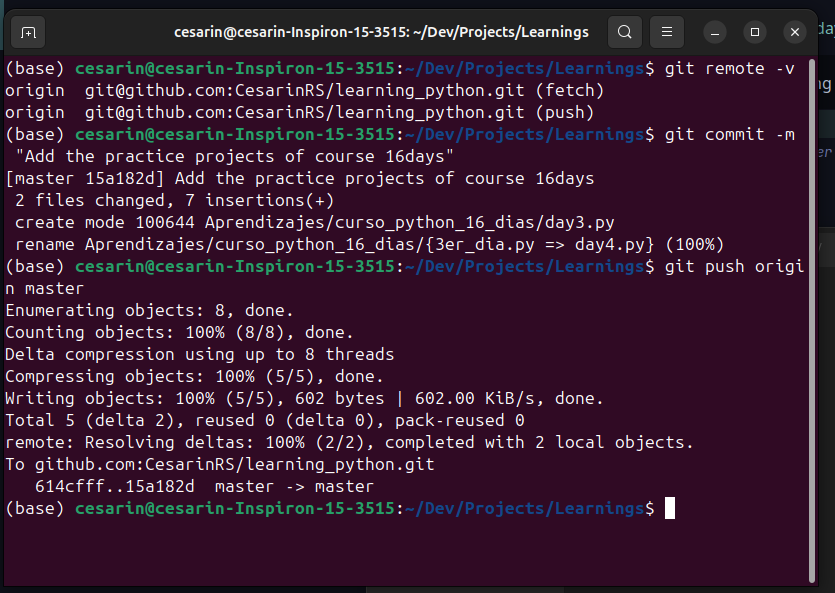 cesarin@cesarin-Inspiron-15-3515: ~/Dev/Projects/Learnings
(base) cesarin@cesarin-Inspiron-15-3515:~/Dev/Projects/Learnings$ git remote -v
origin  git@github.com:CesarinRS/learning_python.git (fetch)
origin  git@github.com:CesarinRS/learning_python.git (push)
(base) cesarin@cesarin-Inspiron-15-3515:~/Dev/Projects/Learnings$ git commit -m
 "Add the practice projects of course 16days"
[master 15a182d] Add the practice projects of course 16days
 2 files changed, 7 insertions(+)
 create mode 100644 Aprendizajes/curso_python_16_dias/day3.py
 rename Aprendizajes/curso_python_16_dias/{3er_dia.py => day4.py} (100%)
(base) cesarin@cesarin-Inspiron-15-3515:~/Dev/Projects/Learnings$ git push origi
n master
Enumerating objects: 8, done.
Counting objects: 100% (8/8), done.
Delta compression using up to 8 threads
Compressing objects: 100% (5/5), done.
Writing objects: 100% (5/5), 602 bytes | 602.00 KiB/s, done.
Total 5 (delta 2), reused 0 (delta 0), pack-reused 0
remote: Resolving deltas: 100% (2/2), completed with 2 local objects.
To github.com:CesarinRS/learning_python.git
   614cfff..15a182d  master -> master
(base) cesarin@cesarin-Inspiron-15-3515:~/Dev/Projects/Learnings$